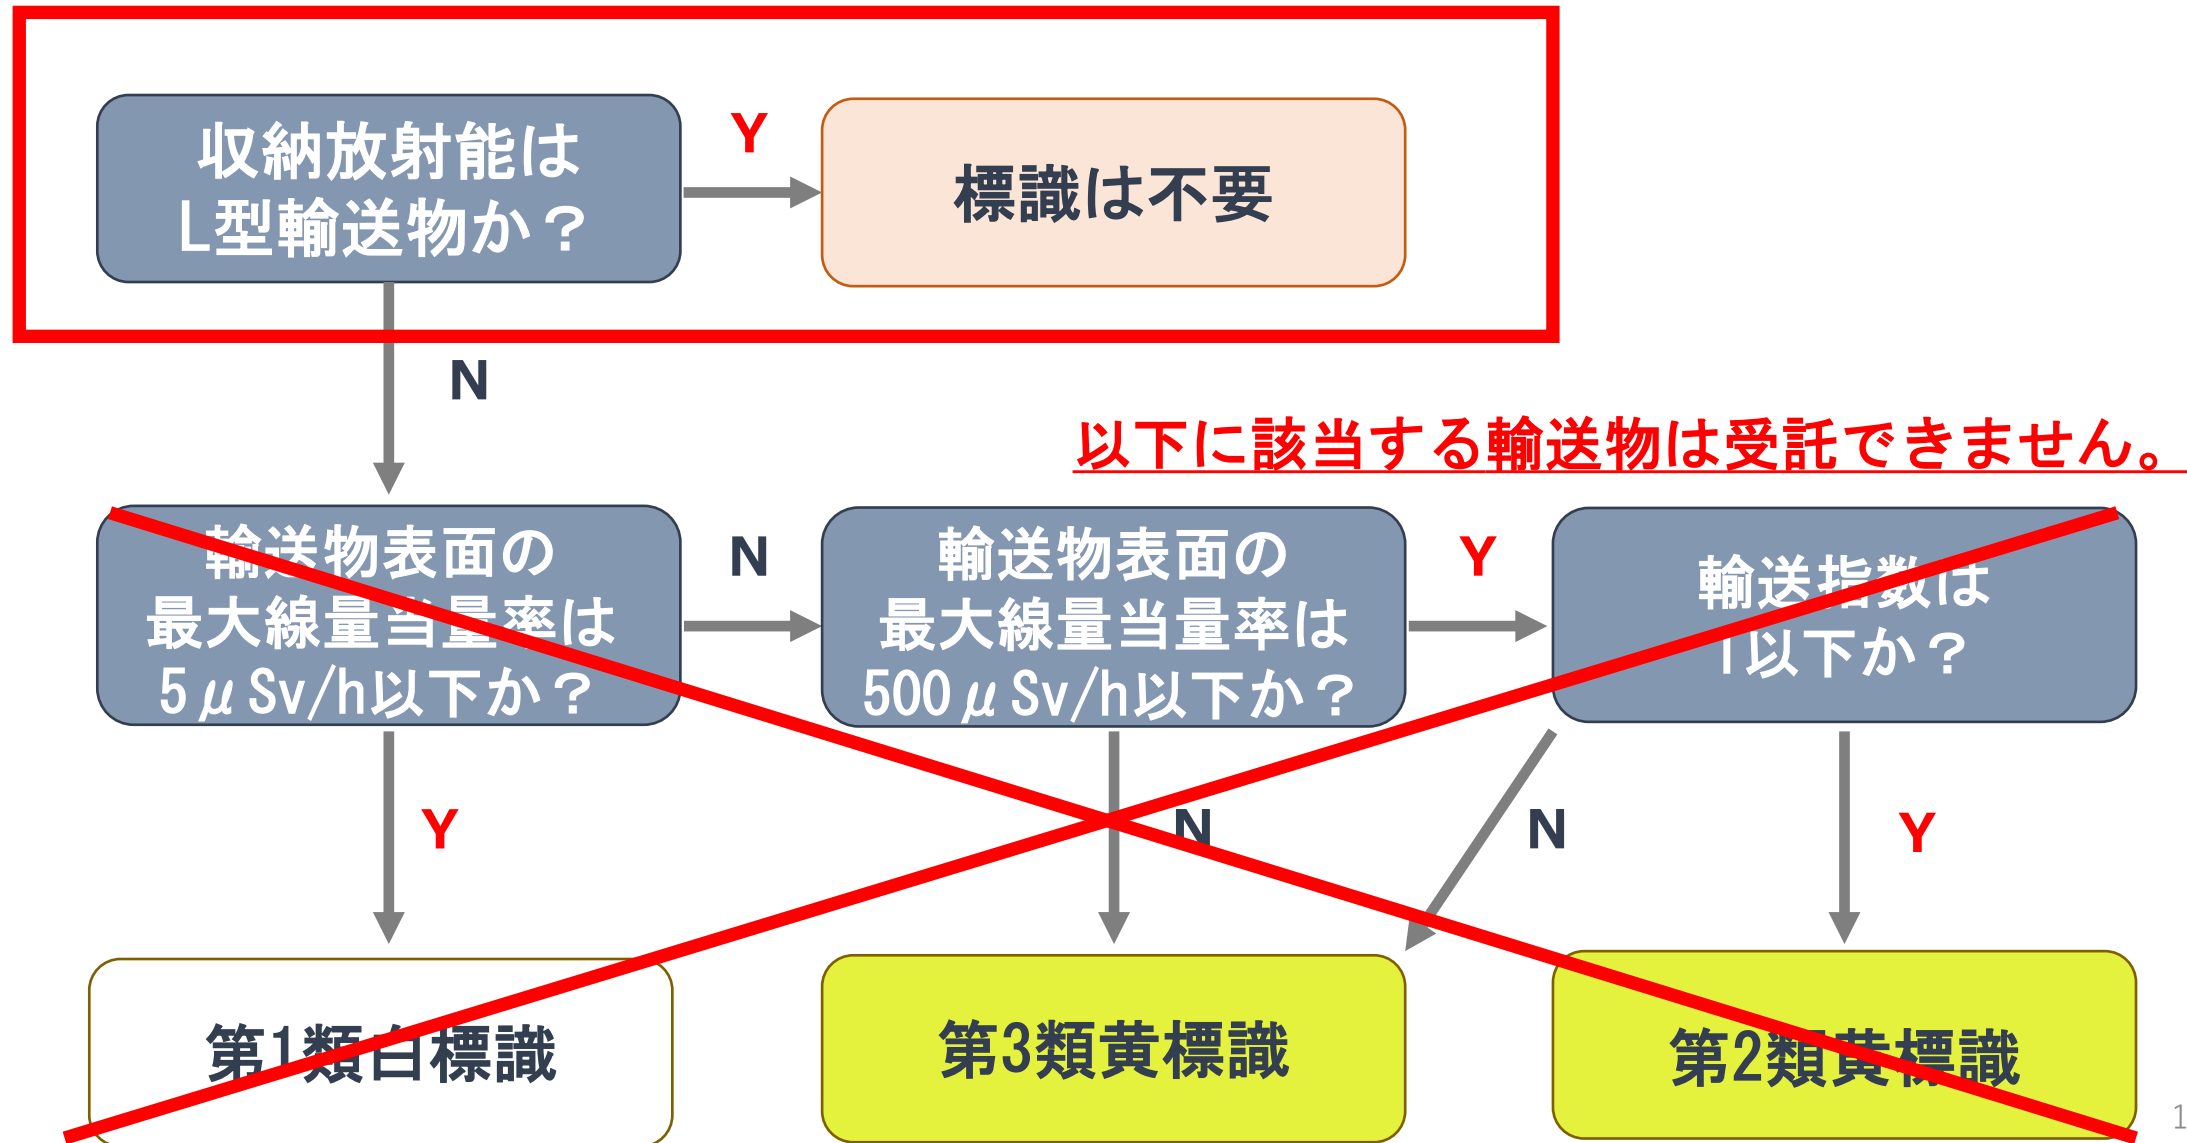 収納放射能は
L型輸送物か？
Y
標識は不要
N
以下に該当する輸送物は受託できません。
輸送物表面の
最大線量当量率は
5μSv/h以下か？
N
輸送物表面の
最大線量当量率は
500μSv/h以下か？
Y
輸送指数は
1以下か？
Y
N
N
Y
第1類白標識
第3類黄標識
第2類黄標識
1